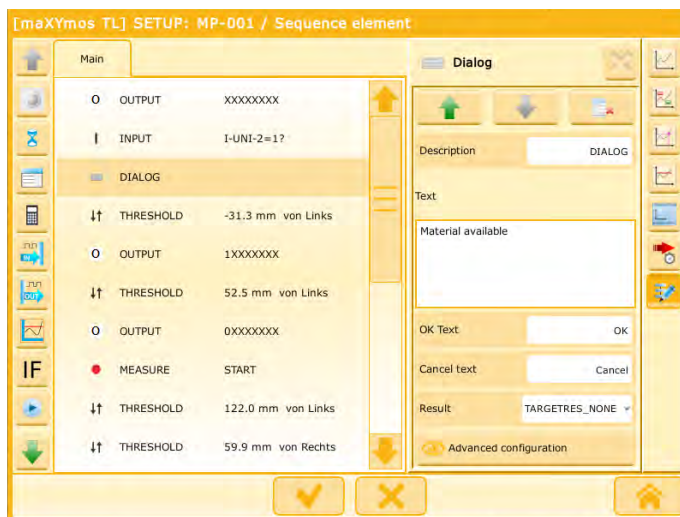 [maXYmos TL] SETUP: MP-001 / Sequence element
Main
O OUTPUT XXXXXXXX
I INPUT I-UNI-2=1?
DIALOG
↓↑ THRESHOLD -31.3 mm von Links
O OUTPUT 1XXXXXXX
↓↑ THRESHOLD 52.5 mm von Links
O OUTPUT 0XXXXXXX
MEASURE START
↓↑ THRESHOLD 122.0 mm von Links
↓↑ THRESHOLD 59.9 mm von Rechts
IN
OUT
IF
Dialog
Description DIALOG
Text
Material available
OK Text OK
Cancel text Cancel
Result TARGETRES_NONE
Advanced configuration